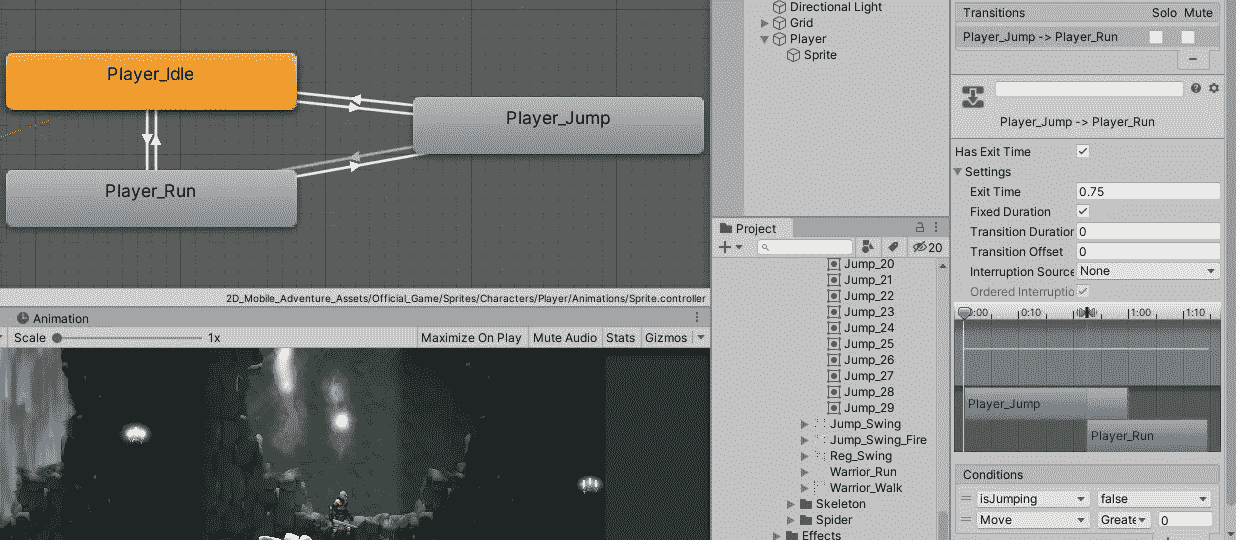 Player_Idle
Player_Jump
Player_Run
2D_Mobile_Adventure_Assets/Official_Game/Sprites/Characters/Player/Animations/Sprite.controller
Animation
Scale 1x Maximize On Play Mute Audio Stats Gizmos
Directional Light
Grid
Player
Sprite
Project
20
Jump_20
Jump_21
Jump_22
Jump_23
Jump_24
Jump_25
Jump_26
Jump_27
Jump_28
Jump_29
Jump_Swing
Jump_Swing_Fire
Reg_Swing
Warrior_Run
Warrior_Walk
Skeleton
Spider
Effects
Transitions Solo Mute
Player_Jump -> Player_Run
Player_Jump -> Player_Run
Has Exit Time
Settings
Exit Time 0.75
Fixed Duration
Transition Duration 0
Transition Offset 0
Interruption Source None
Ordered Interruptio
:00 0:10 1:00 1:10
Player_Jump
Player_Run
Conditions
isJumping false
Move Greate 0